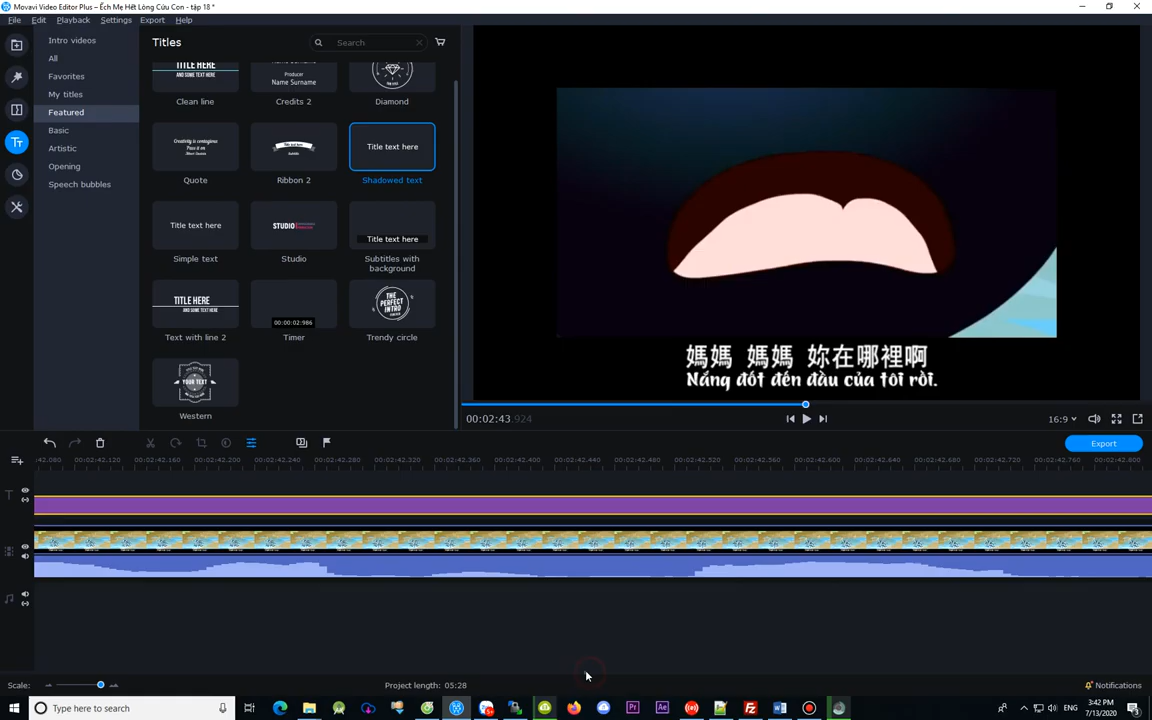 Movavi Video Editor Plus – Ếch Mẹ Hết Lòng Cứu Con - tập 18 *
File Edit Playback Settings Export Help
Intro videos
All
Favorites
My titles
Featured
Basic
Artistic
Opening
Speech bubbles
Titles
Search
TITLE HERE
AND SOME TEXT HERE
Producer
Name Surname
Clean line
Credits 2
Diamond
Creativity is contagious
Pass it on
Title text here
Quote
Ribbon 2
Shadowed text
Title text here
STUDIO
Title text here
Simple text
Studio
Subtitles with
background
TITLE HERE
AND SOME TEXT HERE
00:00:02:986
THE
PERFECT
INTRO
Text with line 2
Timer
Trendy circle
YOUR TEXT
Western
媽媽 媽媽 妳在哪裡啊
Nắng đốt đến đầu của tôi rồi.
00:02:43.924
16:9
Export
:42.060 00:02:42.120 00:02:42.160 00:02:42.200 00:02:42.240 00:02:42.280 00:02:42.320 00:02:42.360 00:02:42.400 00:02:42.440 00:02:42.480 00:02:42.520 00:02:42.560 00:02:42.600 00:02:42.640 00:02:42.680 00:02:42.720 00:02:42.760 00:02:42.800
Scale:
Project length: 05:28
Notifications
Type here to search
Pr
Ae
ENG
3:42 PM
7/13/2020